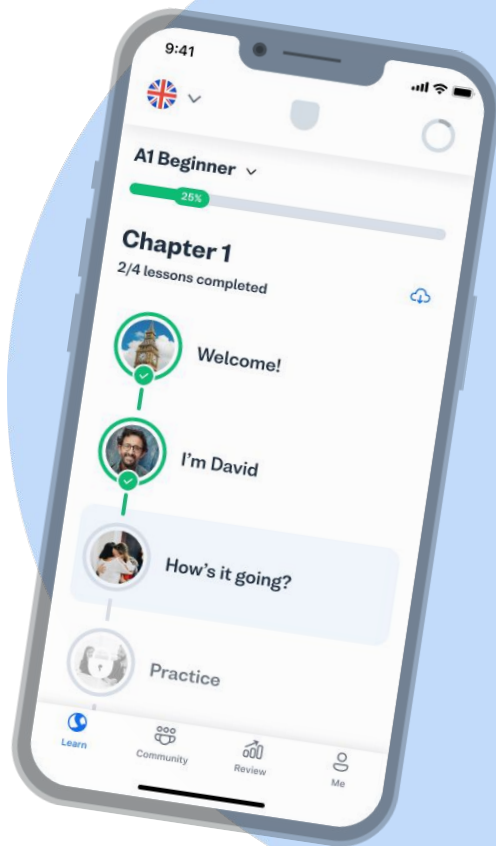 9:41
A1 Beginner
25%
Chapter 1
2/4 lessons completed
Welcome!
I'm David
How's it going?
Practice
Learn
Community
Review
Me